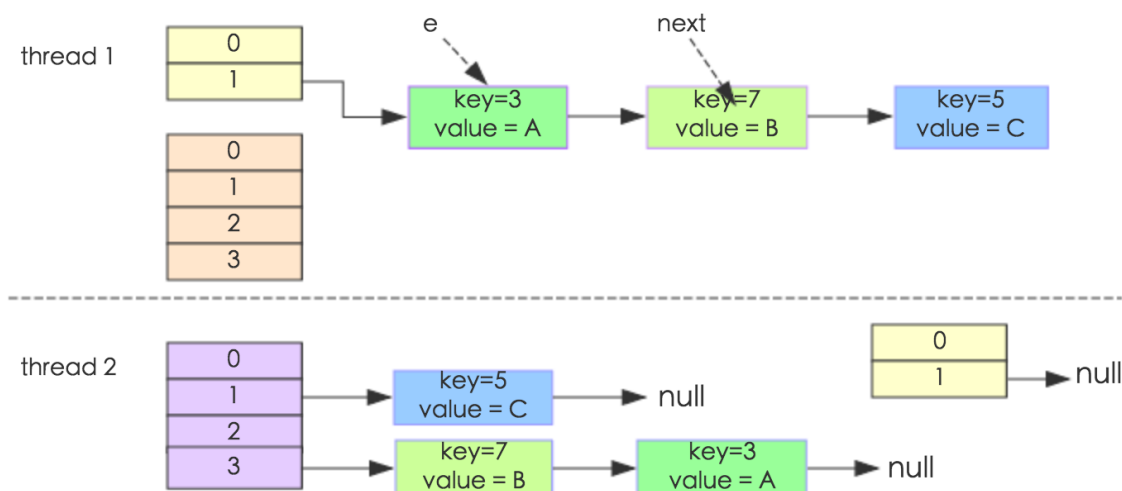 e
next
thread 1
0
1
key=3
value = A
key=7
value = B
key=5
value = C
0
1
2
3
thread 2
0
1
2
3
key=5
value = C
null
key=7
value = B
key=3
value = A
null
0
1
null